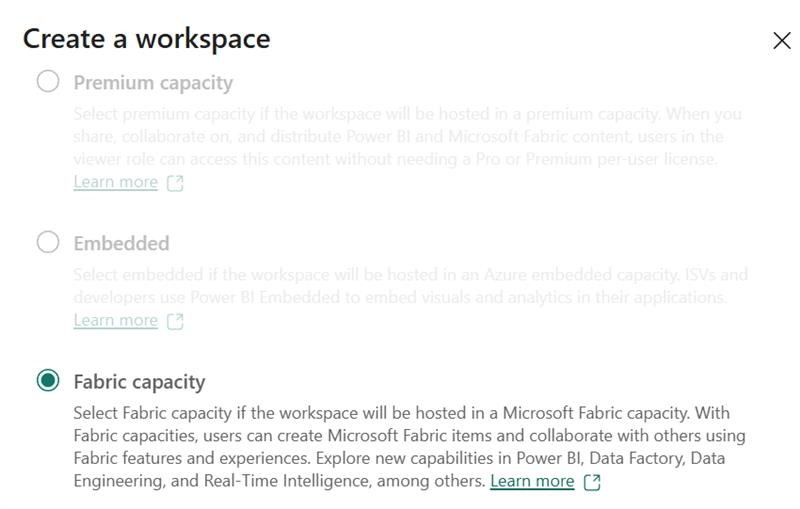 Create a workspace
Premium capacity
Select premium capacity if the workspace will be hosted in a premium capacity. When you
share, collaborate on, and distribute Power BI and Microsoft Fabric content, users in the
viewer role can access this content without needing a Pro or Premium per-user license.
Learn more
Embedded
Select embedded if the workspace will be hosted in an Azure embedded capacity. ISVs and
developers use Power BI Embedded to embed visuals and analytics in their applications.
Learn more
Fabric capacity
Select Fabric capacity if the workspace will be hosted in a Microsoft Fabric capacity. With
Fabric capacities, users can create Microsoft Fabric items and collaborate with others using
Fabric features and experiences. Explore new capabilities in Power BI, Data Factory, Data
Engineering, and Real-Time Intelligence, among others. Learn more